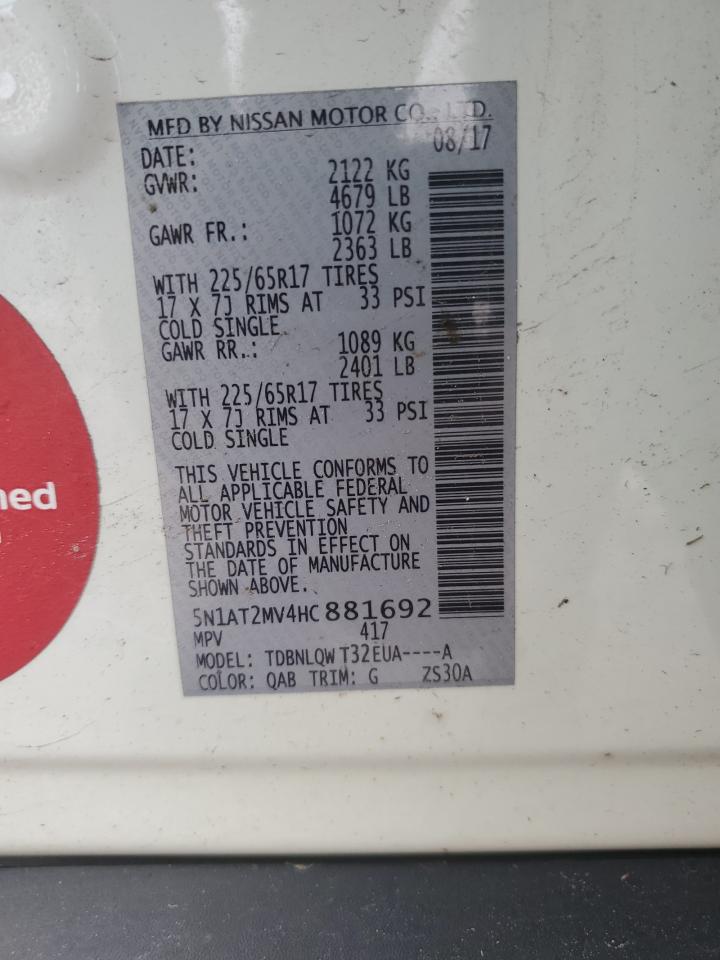 MFD BY NISSAN MOTOR CO., LTD.
DATE: 08/17
GVWR: 2122 KG
4679 LB
GAWR FR.: 1072 KG
2363 LB
WITH 225/65R17 TIRES
17 X 7J RIMS AT 33 PSI
COLD SINGLE
GAWR RR.: 1089 KG
2401 LB
WITH 225/65R17 TIRES
17 X 7J RIMS AT 33 PSI
COLD SINGLE
THIS VEHICLE CONFORMS TO
ALL APPLICABLE FEDERAL
MOTOR VEHICLE SAFETY AND
THEFT PREVENTION
STANDARDS IN EFFECT ON
THE DATE OF MANUFACTURE
SHOWN ABOVE.
5N1AT2MV4HC881692
MPV 417
MODEL: TDBNLQWT32EUA----A
COLOR: QAB TRIM: G ZS30A